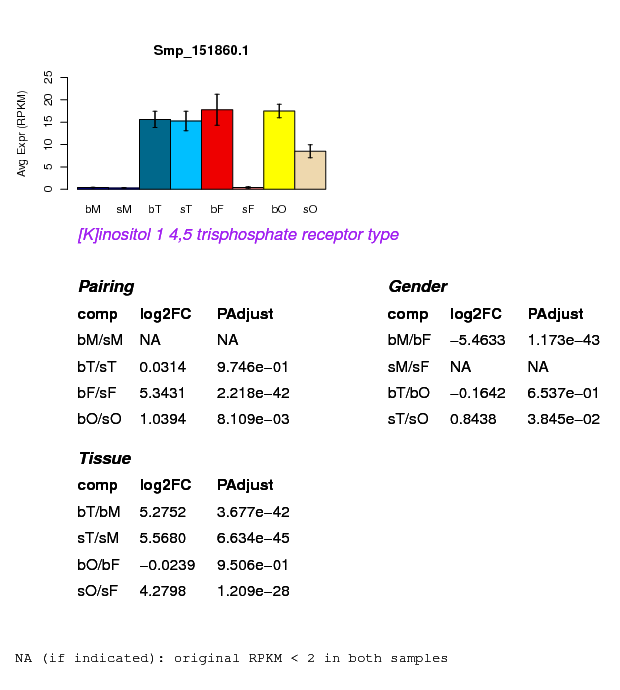 Smp_151860.1
Avg Expr (RPKM)
0 5 10 15 20 25
bM sM bT sT bF sF bO sO
[K]inositol 1 4,5 trisphosphate receptor type
Pairing
comp log2FC PAdjust
bM/sM NA NA
bT/sT 0.0314 9.746e−01
bF/sF 5.3431 2.218e−42
bO/sO 1.0394 8.109e−03
Gender
comp log2FC PAdjust
bM/bF −5.4633 1.173e−43
sM/sF NA NA
bT/bO −0.1642 6.537e−01
sT/sO 0.8438 3.845e−02
Tissue
comp log2FC PAdjust
bT/bM 5.2752 3.677e−42
sT/sM 5.5680 6.634e−45
bO/bF −0.0239 9.506e−01
sO/sF 4.2798 1.209e−28
NA (if indicated): original RPKM < 2 in both samples